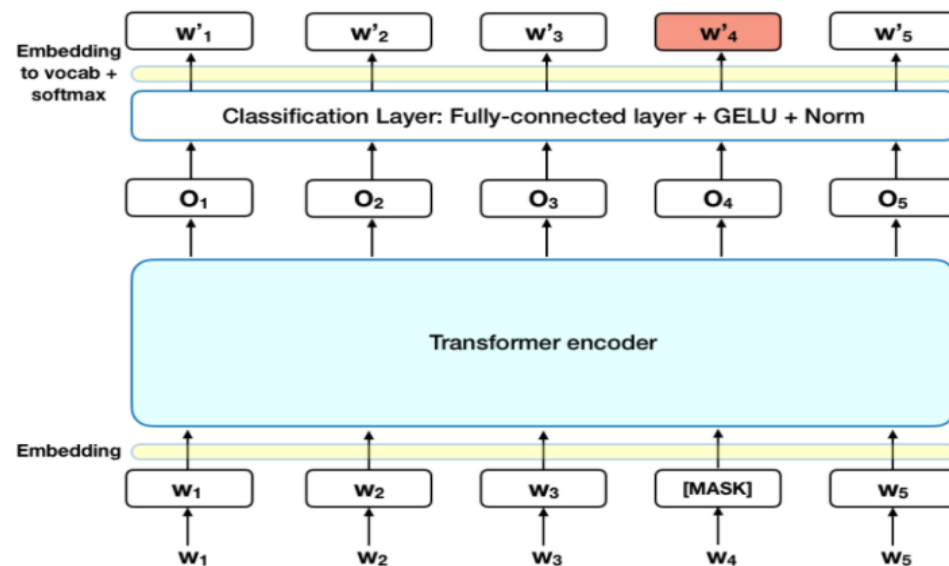 w'₁ w'₂ w'₃ w'₄ w'₅
Embedding
to vocab +
softmax
Classification Layer: Fully-connected layer + GELU + Norm
O₁ O₂ O₃ O₄ O₅
Transformer encoder
Embedding
W₁ W₂ W₃ [MASK] W₅
W₁ W₂ W₃ W₄ W₅